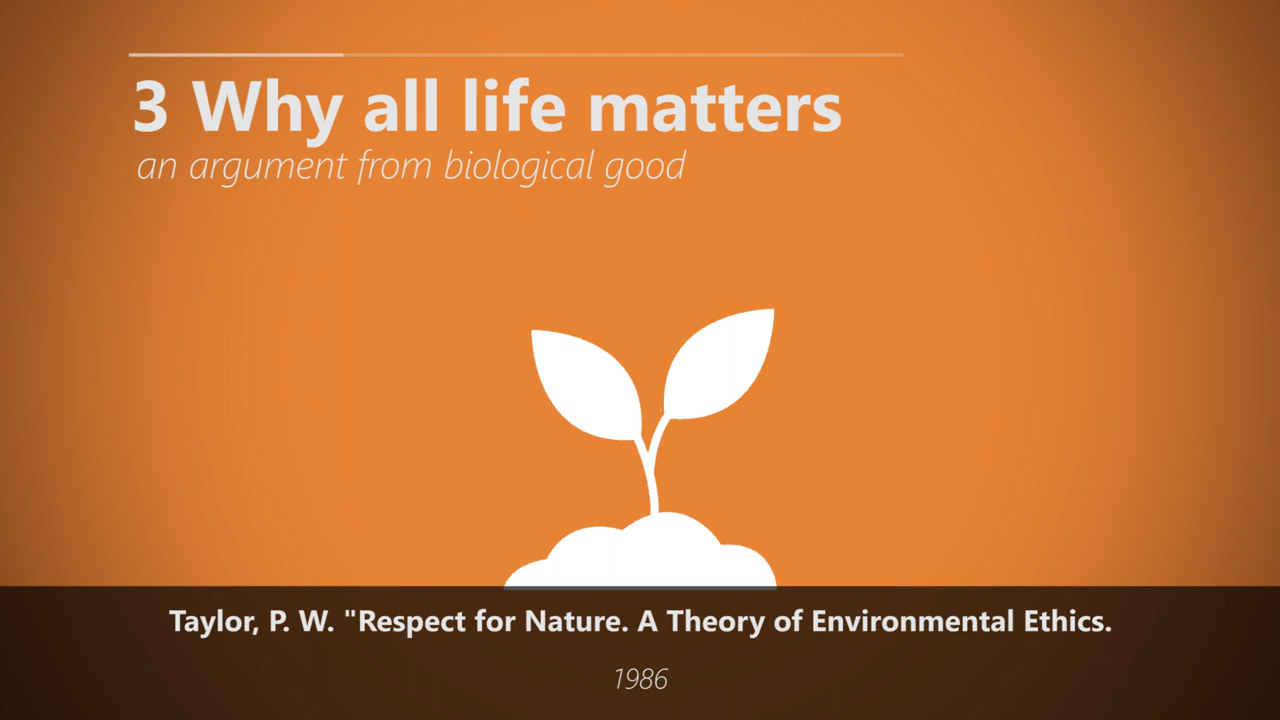 3 Why all life matters
an argument from biological good
Taylor, P. W. "Respect for Nature. A Theory of Environmental Ethics.
1986